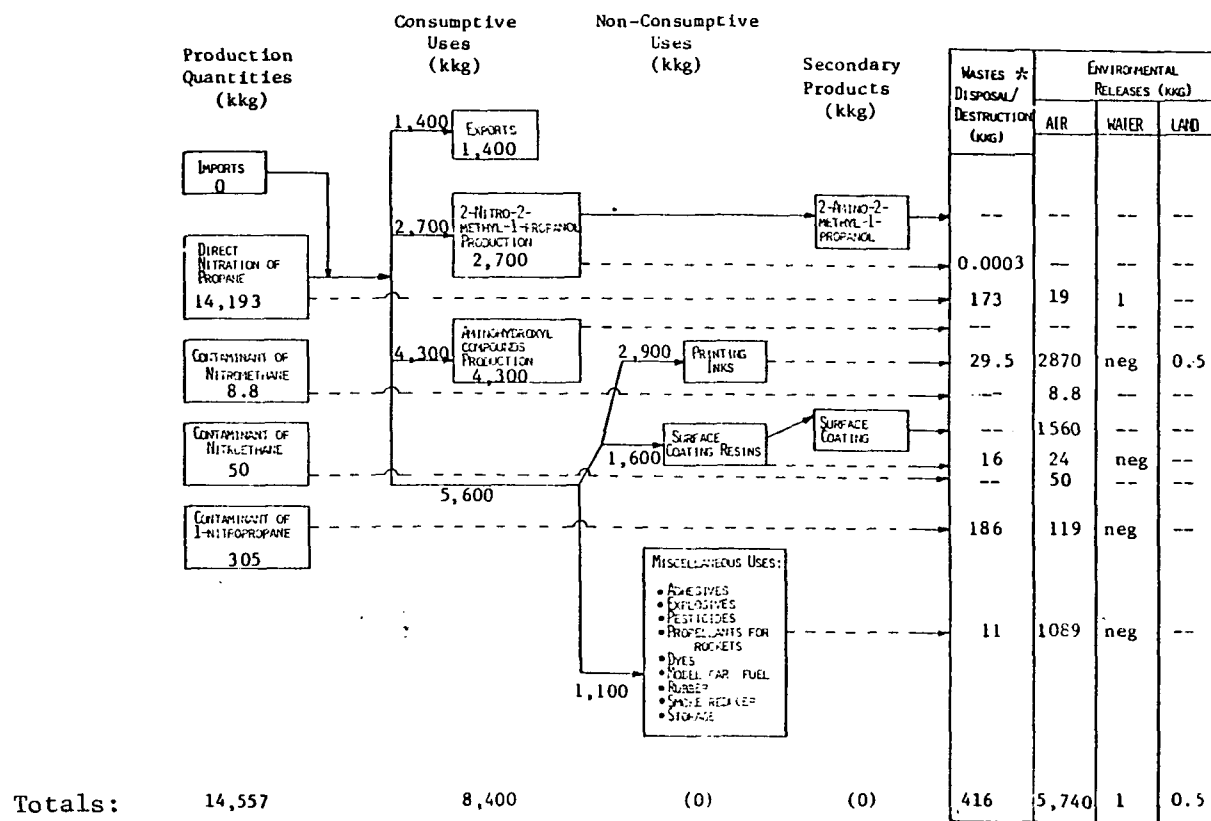 Consumptive
Uses
(kkg)
Non-Consumptive
Uses
(kkg)
Production
Quantities
(kkg)
Secondary
Products
(kkg)
WASTES *
DISPOSAL/
DESTRUCTION
(KKG)
ENVIRONMENTAL
RELEASES (KKG)
AIR
WATER
LAND
1,400
EXPORTS
1,400
IMPORTS
0
2,700
2-NITRO-2-
METHYL-1-PROPANOL
PRODUCTION
2,700
2-AMINO-2-
METHYL-1-
PROPANOL
-- -- -- --
DIRECT
NITRATION OF
PROPANE
14,193
0.0003 -- -- --
173 19 1 --
-- -- -- --
4,300
AMINOHYDROXYL
COMPOUNDS
PRODUCTION
4,300
2,900
PRINTING
INKS
29.5 2870 neg 0.5
CONTAMINANT OF
NITROMETHANE
8.8
-- 8.8 -- --
CONTAMINANT OF
NITROETHANE
50
1,600
SURFACE
COATING RESINS
SURFACE
COATING
-- 1560 -- --
16 24 neg --
-- 50 -- --
5,600
CONTAMINANT OF
1-NITROPROPANE
305
186 119 neg --
MISCELLANEOUS USES:
• ADHESIVES
• EXPLOSIVES
• PESTICIDES
• PROPELLANTS FOR
ROCKETS
• DYES
• MODEL CAR FUEL
• RUBBER
• SMOKE REDUCER
• STORAGE
1,100
11 1089 neg --
Totals: 14,557 8,400 (0) (0) 416 5,740 1 0.5